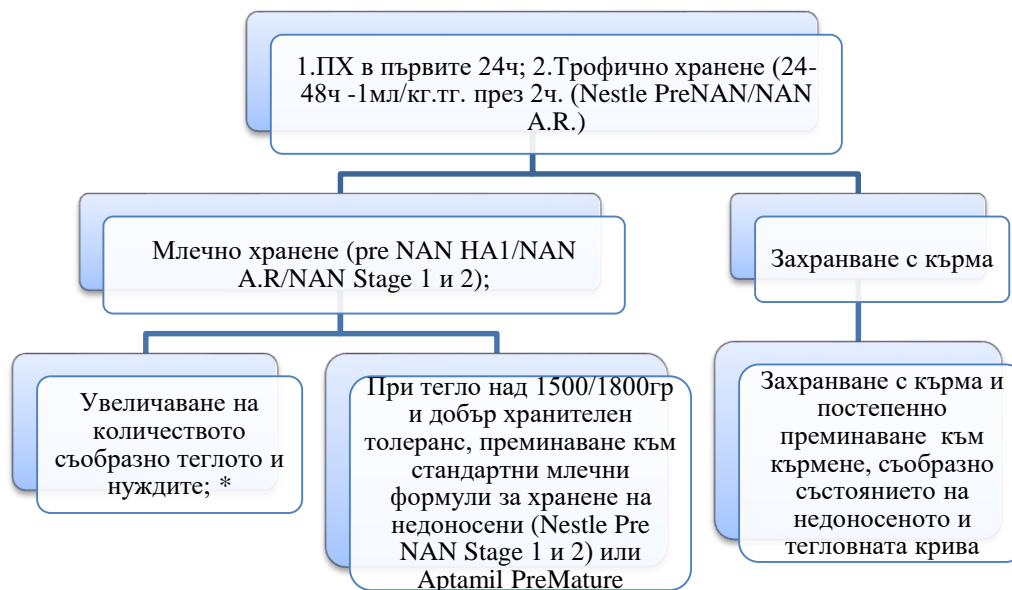 1.ПХ в първите 24ч; 2.Трофично хранене (24-
48ч -1мл/кг.тг. през 2ч. (Nestle PreNAN/NAN
A.R.)
Млечно хранене (pre NAN HA1/NAN
A.R/NAN Stage 1 и 2);
Захранване с кърма
Увеличаване на
количеството
съобразно теглото и
нуждите; *
При тегло над 1500/1800гр
и добър хранителен
толеранс, преминаване към
стандартни млечни
формули за хранене на
недоносени (Nestle Pre
NAN Stage 1 и 2) или
Aptamil PreMature
Захранване с кърма и
постепенно
преминаване към
кърмене, съобразно
състоянието на
недоносеното и
тегловната крива